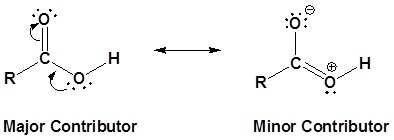 O O ⊖
H H
C C
R O R O ⊕
Major Contributor Minor Contributor